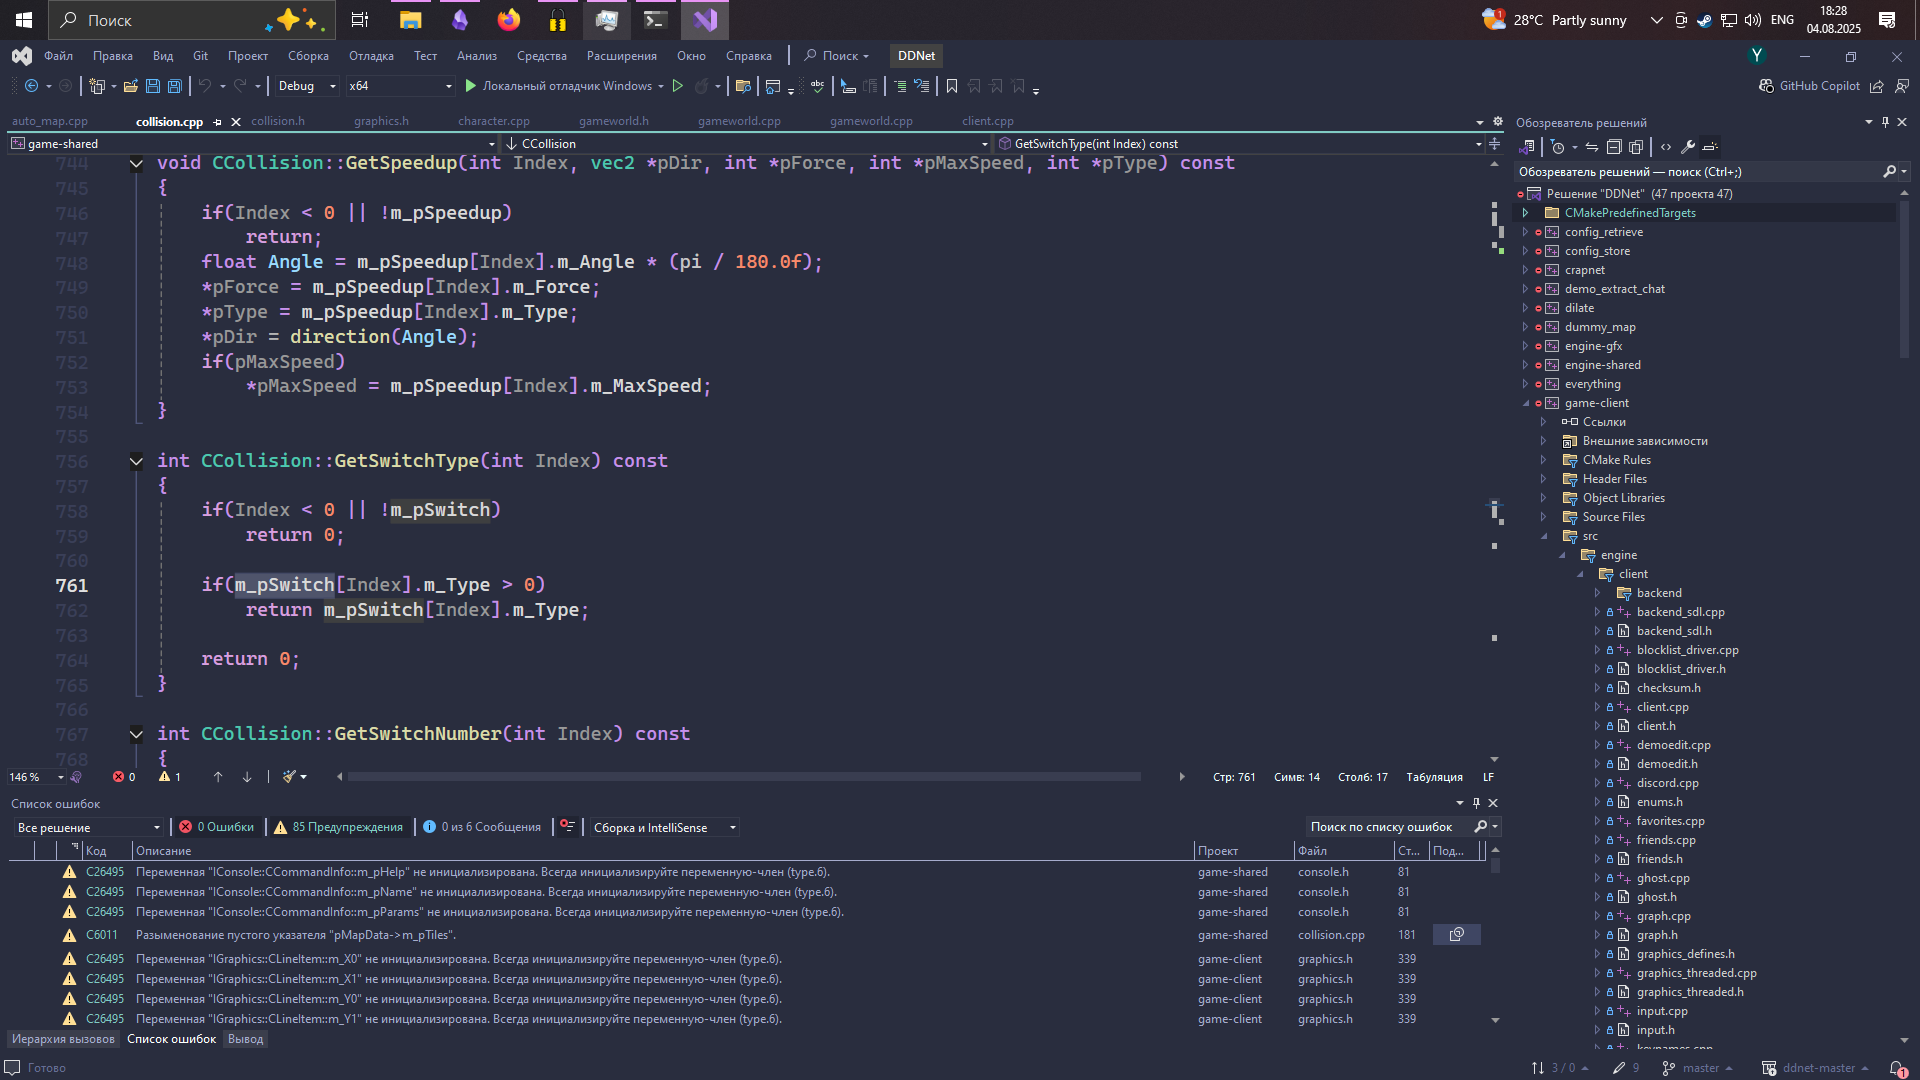 Поиск
28°C Partly sunny
ENG
18:28
04.08.2025
1
Файл Правка Вид Git Проект Сборка Отладка Тест Анализ Средства Расширения Окно Справка Поиск DDNet
Y
Debug x64 Локальный отладчик Windows GitHub Copilot
auto_map.cpp collision.cpp collision.h graphics.h character.cpp gameworld.h gameworld.cpp gameworld.cpp client.cpp
game-shared CCollision GetSwitchType(int Index) const
744 void CCollision::GetSpeedup(int Index, vec2 *pDir, int *pForce, int *pMaxSpeed, int *pType) const
745 {
746 if(Index < 0 || !m_pSpeedup)
747 return;
748 float Angle = m_pSpeedup[Index].m_Angle * (pi / 180.0f);
749 *pForce = m_pSpeedup[Index].m_Force;
750 *pType = m_pSpeedup[Index].m_Type;
751 *pDir = direction(Angle);
752 if(pMaxSpeed)
753 *pMaxSpeed = m_pSpeedup[Index].m_MaxSpeed;
754 }
755
756 int CCollision::GetSwitchType(int Index) const
757 {
758 if(Index < 0 || !m_pSwitch)
759 return 0;
760
761 if(m_pSwitch[Index].m_Type > 0)
762 return m_pSwitch[Index].m_Type;
763
764 return 0;
765 }
766
767 int CCollision::GetSwitchNumber(int Index) const
768 {
146 % 0 1 Стр: 761 Симв: 14 Столб: 17 Табуляция LF
Список ошибок
Все решение 0 Ошибки 85 Предупреждения 0 из 6 Сообщения Сборка и IntelliSense Поиск по списку ошибок
Код Описание Проект Файл Ст... Под...
C26495 Переменная "IConsole::CCommandInfo::m_pHelp" не инициализирована. Всегда инициализируйте переменную-член (type.6). game-shared console.h 81
C26495 Переменная "IConsole::CCommandInfo::m_pName" не инициализирована. Всегда инициализируйте переменную-член (type.6). game-shared console.h 81
C26495 Переменная "IConsole::CCommandInfo::m_pParams" не инициализирована. Всегда инициализируйте переменную-член (type.6). game-shared console.h 81
C6011 Разыменование пустого указателя "pMapData->m_pTiles". game-shared collision.cpp 181
C26495 Переменная "IGraphics::CLineItem::m_X0" не инициализирована. Всегда инициализируйте переменную-член (type.6). game-client graphics.h 339
C26495 Переменная "IGraphics::CLineItem::m_X1" не инициализирована. Всегда инициализируйте переменную-член (type.6). game-client graphics.h 339
C26495 Переменная "IGraphics::CLineItem::m_Y0" не инициализирована. Всегда инициализируйте переменную-член (type.6). game-client graphics.h 339
C26495 Переменная "IGraphics::CLineItem::m_Y1" не инициализирована. Всегда инициализируйте переменную-член (type.6). game-client graphics.h 339
Иерархия вызовов Список ошибок Вывод
Обозреватель решений
Обозреватель решений — поиск (Ctrl+;)
Решение "DDNet" (47 проекта 47)
CMakePredefinedTargets
config_retrieve
config_store
crapnet
demo_extract_chat
dilate
dummy_map
engine-gfx
engine-shared
everything
game-client
Ссылки
Внешние зависимости
CMake Rules
Header Files
Object Libraries
Source Files
src
engine
client
backend
backend_sdl.cpp
backend_sdl.h
blocklist_driver.cpp
blocklist_driver.h
checksum.h
client.cpp
client.h
demoedit.cpp
demoedit.h
discord.cpp
enums.h
favorites.cpp
friends.cpp
friends.h
ghost.cpp
ghost.h
graph.cpp
graph.h
graphics_defines.h
graphics_threaded.cpp
graphics_threaded.h
input.cpp
input.h
keynames.cpp
Готово 3 / 0 9 master ddnet-master 1